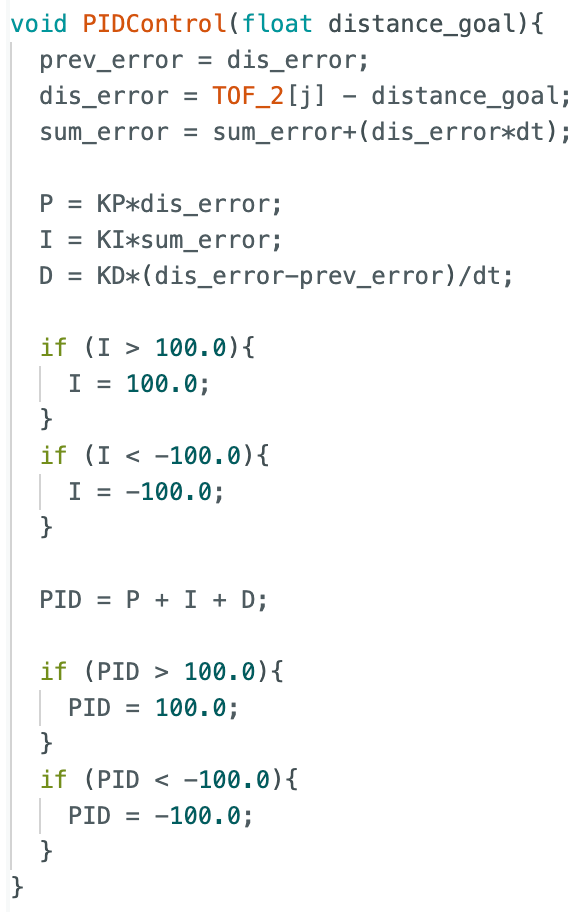 void PIDControl(float distance_goal){
  prev_error = dis_error;
  dis_error = TOF_2[j] - distance_goal;
  sum_error = sum_error+(dis_error*dt);

  P = KP*dis_error;
  I = KI*sum_error;
  D = KD*(dis_error-prev_error)/dt;

  if (I > 100.0){
    I = 100.0;
  }
  if (I < -100.0){
    I = -100.0;
  }

  PID = P + I + D;

  if (PID > 100.0){
    PID = 100.0;
  }
  if (PID < -100.0){
    PID = -100.0;
  }
}